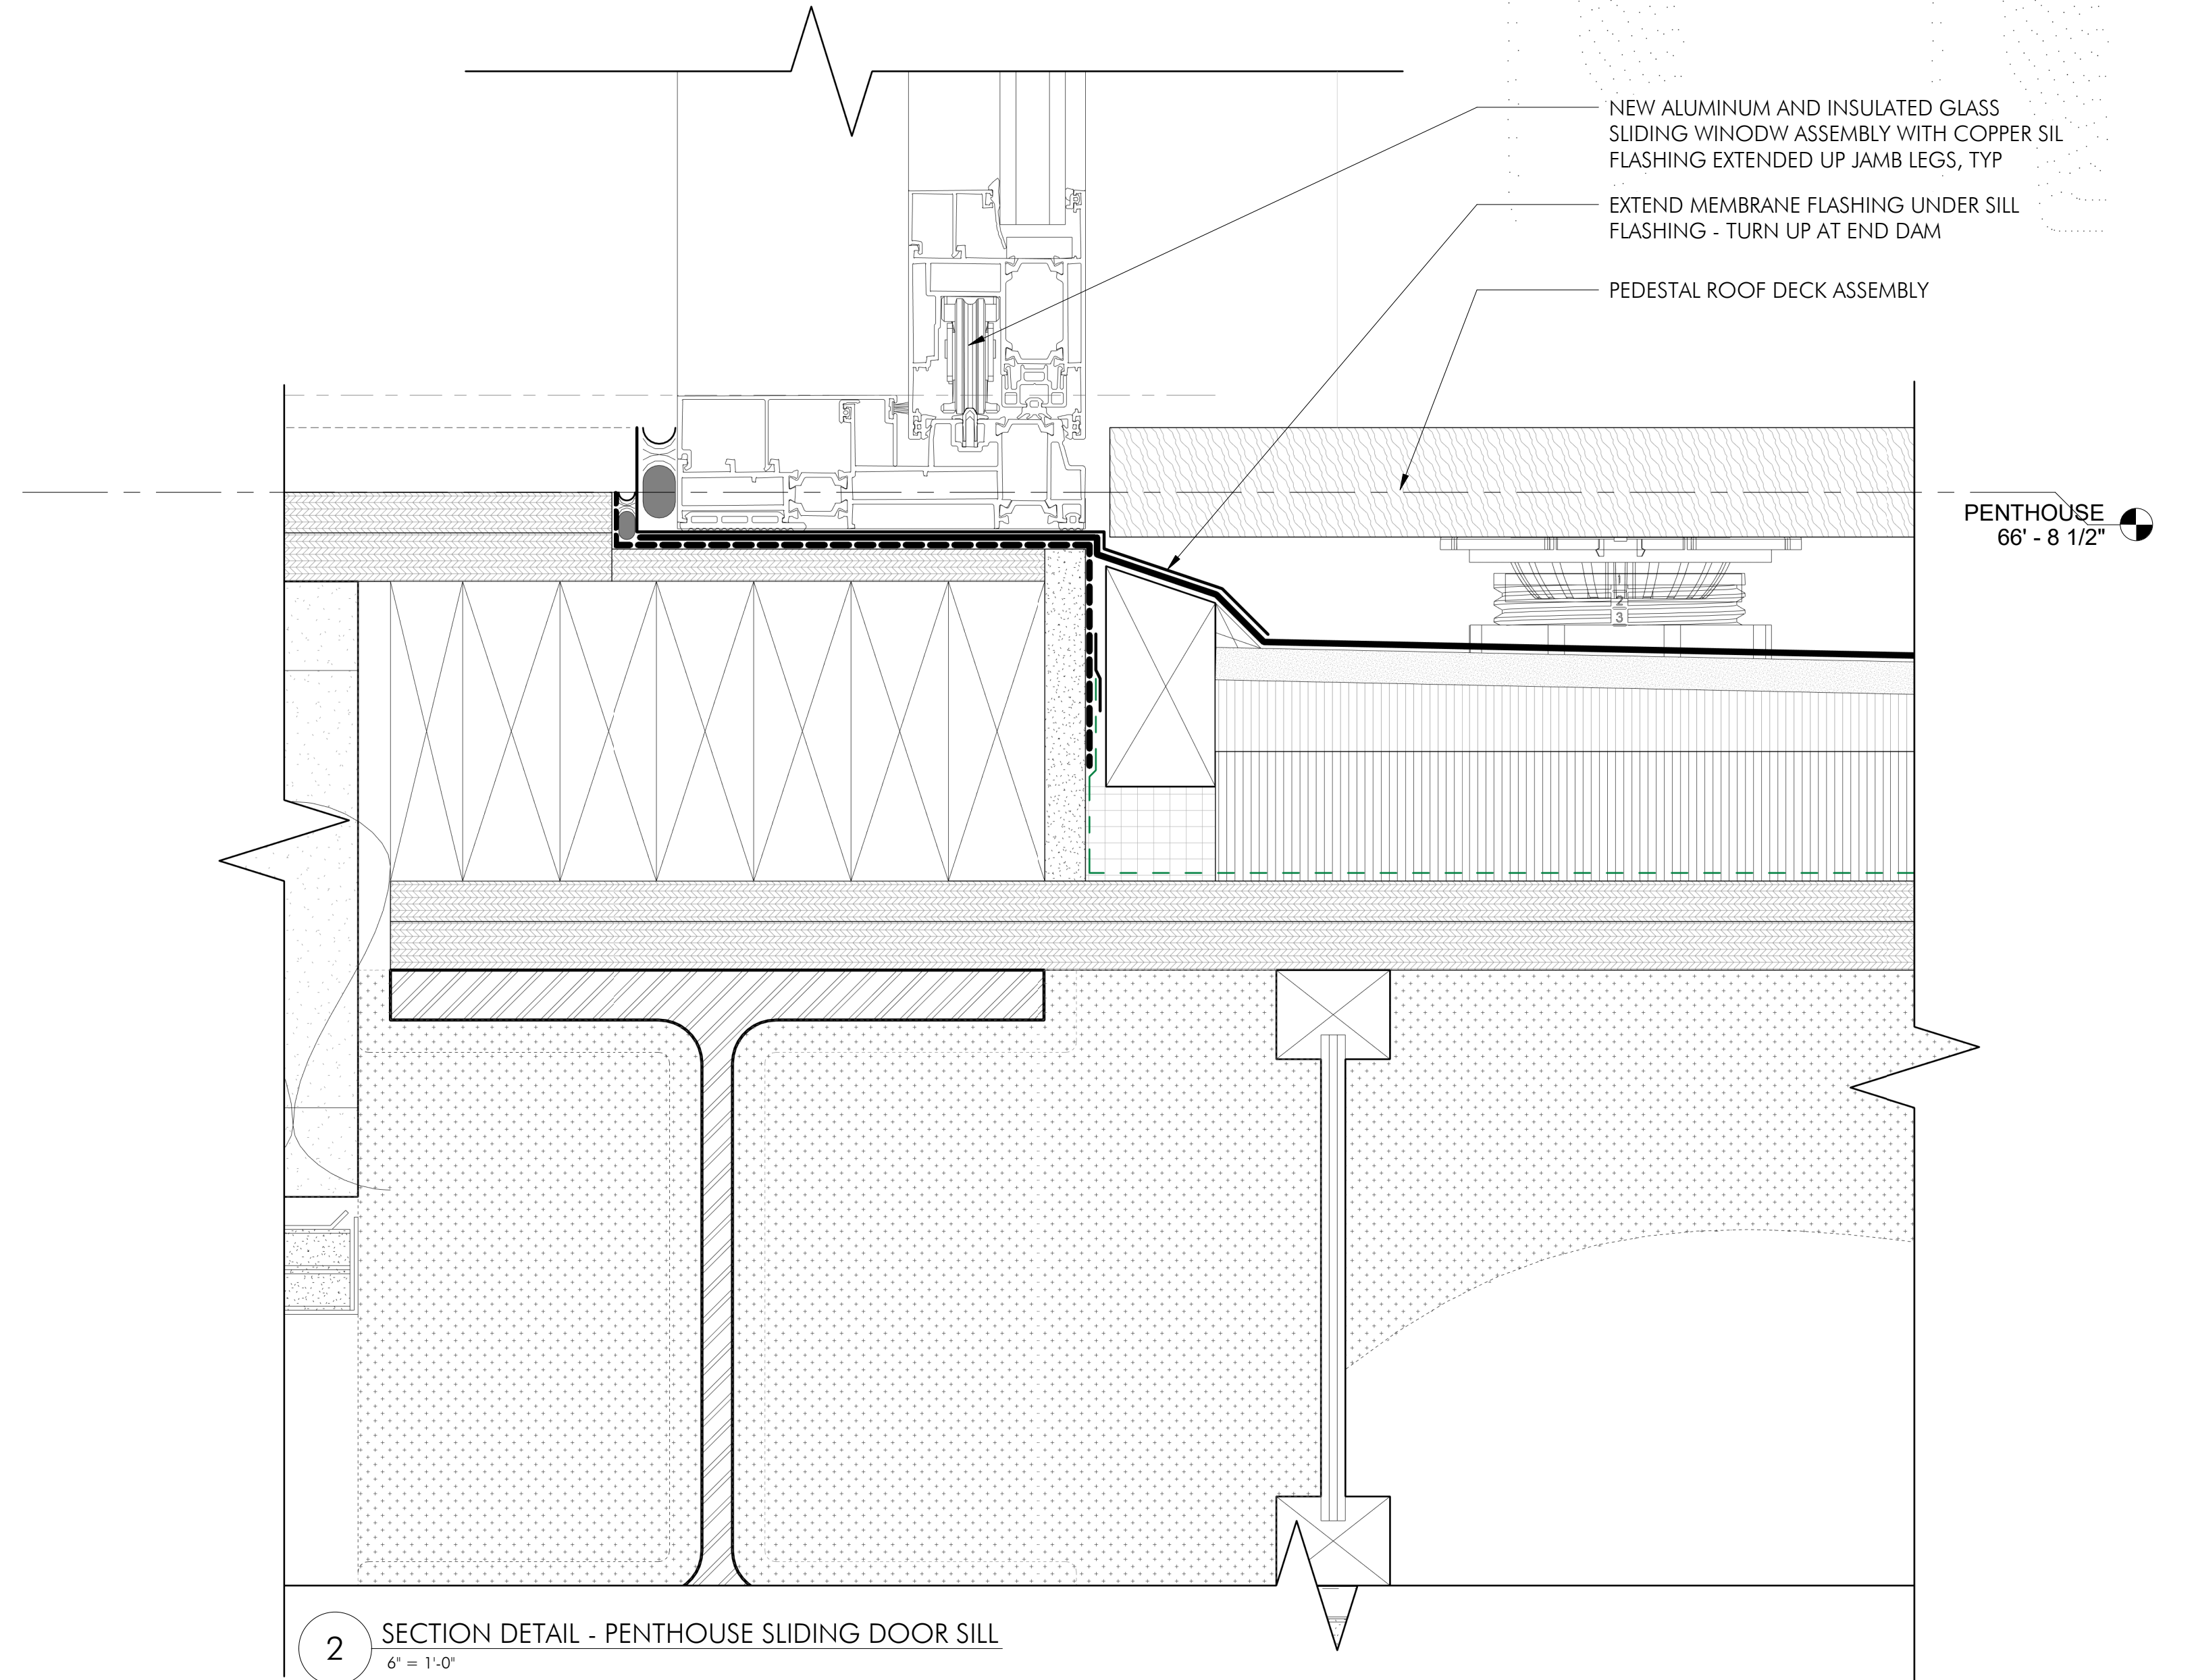 NEW ALUMINUM AND INSULATED GLASS
SLIDING WINODW ASSEMBLY WITH COPPER SIL
FLASHING EXTENDED UP JAMB LEGS, TYP
EXTEND MEMBRANE FLASHING UNDER SILL
FLASHING - TURN UP AT END DAM
PEDESTAL ROOF DECK ASSEMBLY
PENTHOUSE
66' - 8 1/2"
1
2
3
2
SECTION DETAIL - PENTHOUSE SLIDING DOOR SILL
6" = 1'-0"